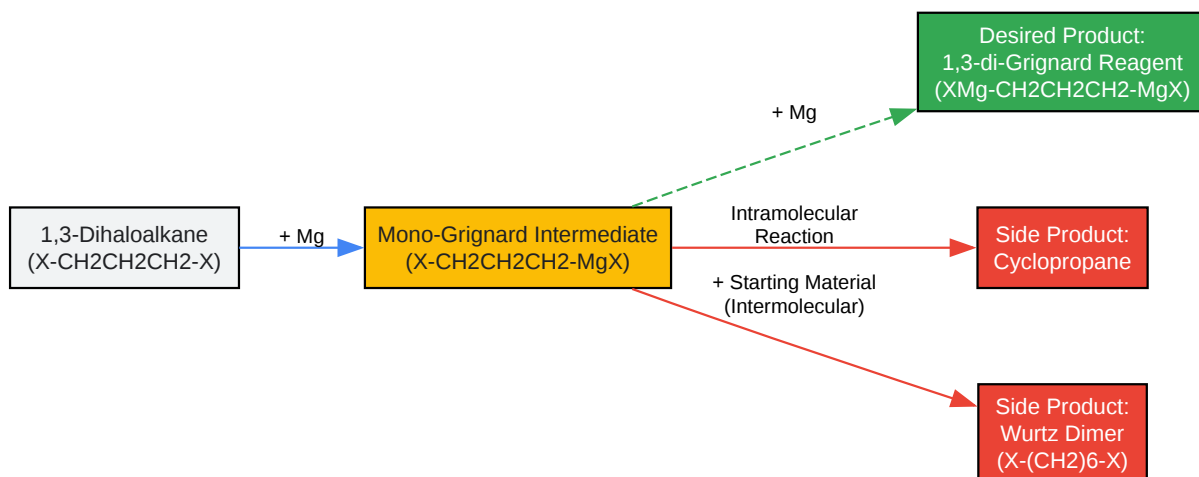 Desired Product:
1,3-di-Grignard Reagent
(XMg-CH2CH2CH2-MgX)
+ Mg
1,3-Dihaloalkane
(X-CH2CH2CH2-X)
+ Mg
Mono-Grignard Intermediate
(X-CH2CH2CH2-MgX)
Intramolecular
Reaction
Side Product:
Cyclopropane
+ Starting Material
(Intermolecular)
Side Product:
Wurtz Dimer
(X-(CH2)6-X)